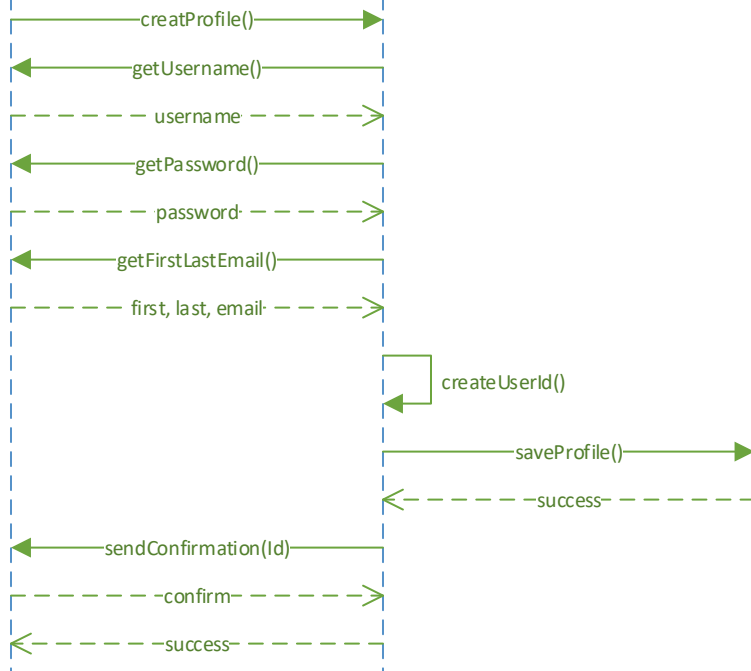 creatProfile()
getUsername()
username
getPassword()
password
getFirstLastEmail()
first, last, email
createUserId()
saveProfile()
success
sendConfirmation(Id)
confirm
success